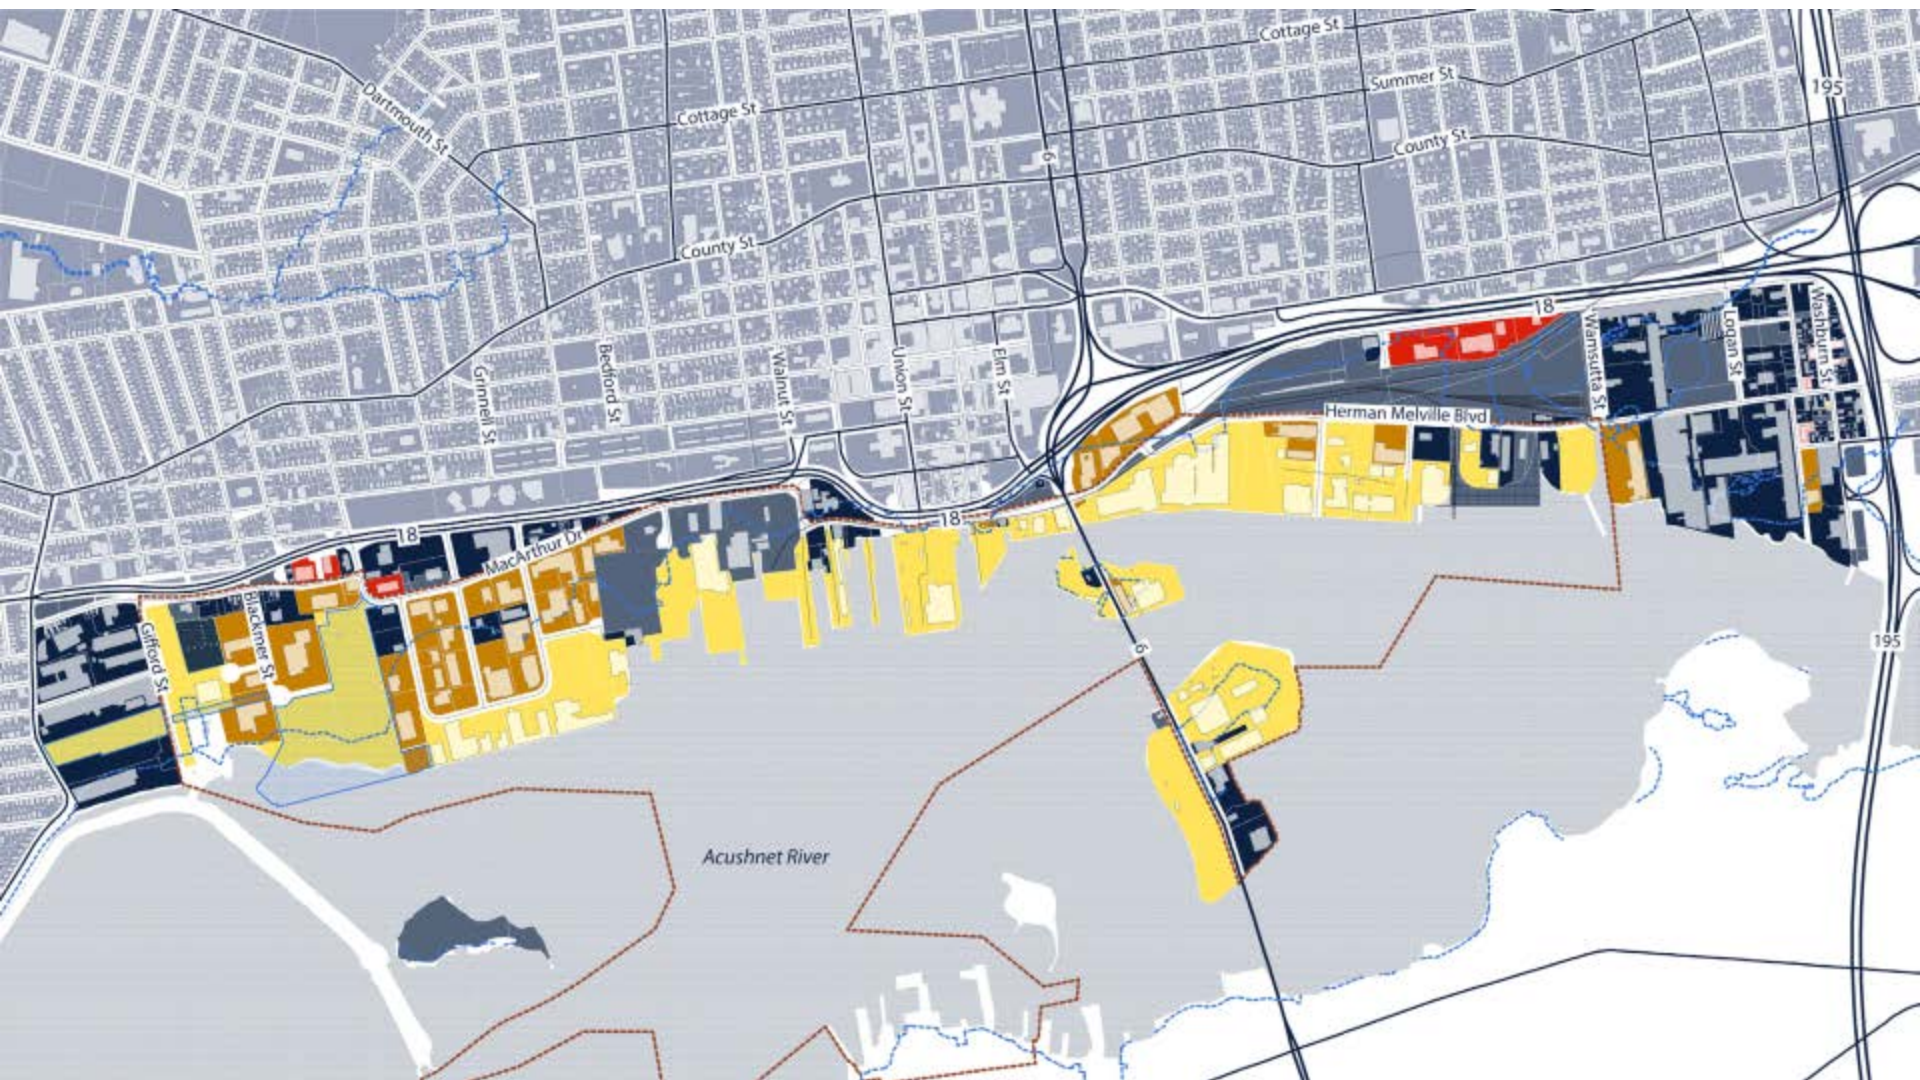 Cottage St
Summer St
195
Dartmouth St
Cottage St
County St
6
County St
18
Washburn St
Logan St
Wamsutta St
Grinnell St
Bedford St
Walnut St
Union St
Elm St
Herman Melville Blvd
18
18
MacArthur Dr
Blackmer St
Gifford St
6
195
Acushnet River